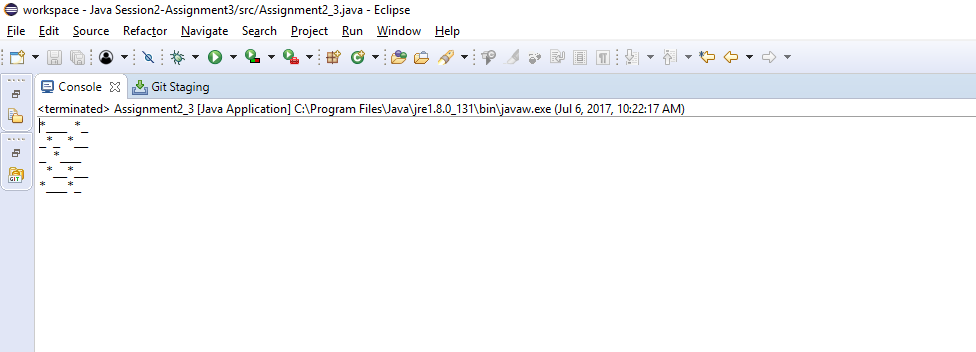 workspace - Java Session2-Assignment3/src/Assignment2_3.java - Eclipse
File Edit Source Refactor Navigate Search Project Run Window Help
Console Git Staging
<terminated> Assignment2_3 [Java Application] C:\Program Files\Java\jre1.8.0_131\bin\javaw.exe (Jul 6, 2017, 10:22:17 AM)
*___ *_
_*_ *__
_ *___
 *__*__
*___*_
GIT